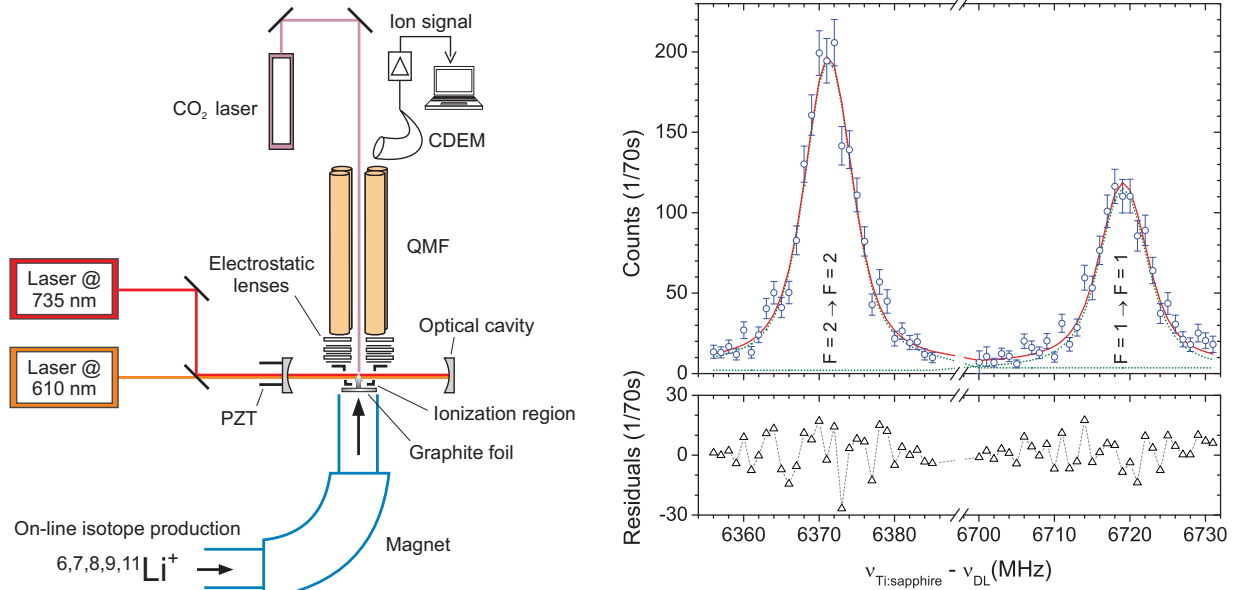 Ion signal
CO₂ laser
CDEM
QMF
Electrostatic
lenses
Laser @
735 nm
Optical cavity
Laser @
610 nm
PZT
Ionization region
Graphite foil
On-line isotope production
⁶,⁷,⁸,⁹,¹¹Li⁺
Magnet
200
150
100
50
0
Counts (1/70s)
F = 2 → F = 2
F = 1 → F = 1
30
0
-30
Residuals (1/70s)
6360
6370
6380
6700
6710
6720
6730
ν_Ti:sapphire - ν_DL(MHz)